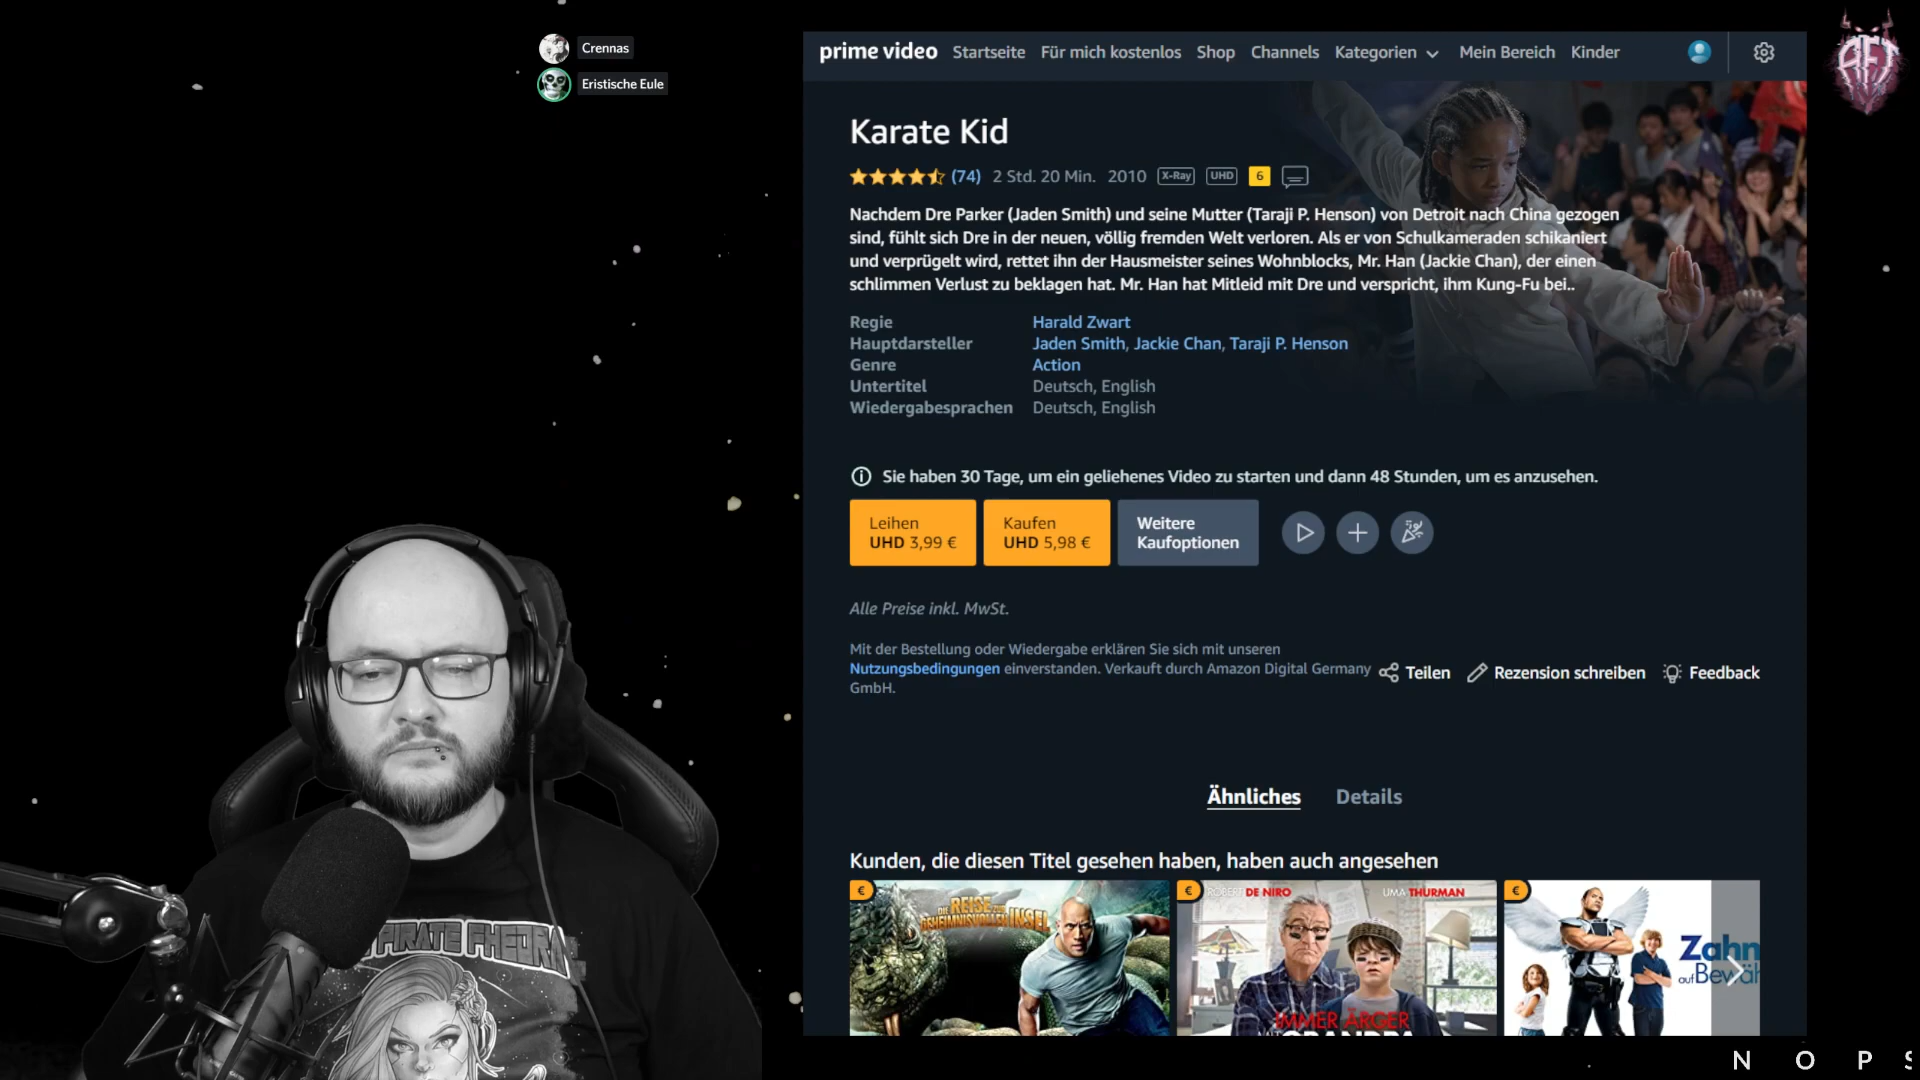 Crennas
Eristische Eule
prime video Startseite Für mich kostenlos Shop Channels Kategorien Mein Bereich Kinder
AFT
Karate Kid
(74) 2 Std. 20 Min. 2010 X-Ray UHD 6
Nachdem Dre Parker (Jaden Smith) und seine Mutter (Taraji P. Henson) von Detroit nach China gezogen
sind, fühlt sich Dre in der neuen, völlig fremden Welt verloren. Als er von Schulkameraden schikaniert
und verprügelt wird, rettet ihn der Hausmeister seines Wohnblocks, Mr. Han (Jackie Chan), der einen
schlimmen Verlust zu beklagen hat. Mr. Han hat Mitleid mit Dre und verspricht, ihm Kung-Fu bei..
Regie Harald Zwart
Hauptdarsteller Jaden Smith, Jackie Chan, Taraji P. Henson
Genre Action
Untertitel Deutsch, English
Wiedergabesprachen Deutsch, English
Sie haben 30 Tage, um ein geliehenes Video zu starten und dann 48 Stunden, um es anzusehen.
Leihen
UHD 3,99 €
Kaufen
UHD 5,98 €
Weitere
Kaufoptionen
Alle Preise inkl. MwSt.
Mit der Bestellung oder Wiedergabe erklären Sie sich mit unseren
Nutzungsbedingungen einverstanden. Verkauft durch Amazon Digital Germany
GmbH.
Teilen Rezension schreiben Feedback
Ähnliches Details
Kunden, die diesen Titel gesehen haben, haben auch angesehen
€
DIE REISE ZUR
GEHEIMNISVOLLEN INSEL
€
ROBERT DE NIRO UMA THURMAN
IMMER ÄRGER
MIT GRANDPA
€
Zahn
auf Bewäh
PIRATE
N O P S